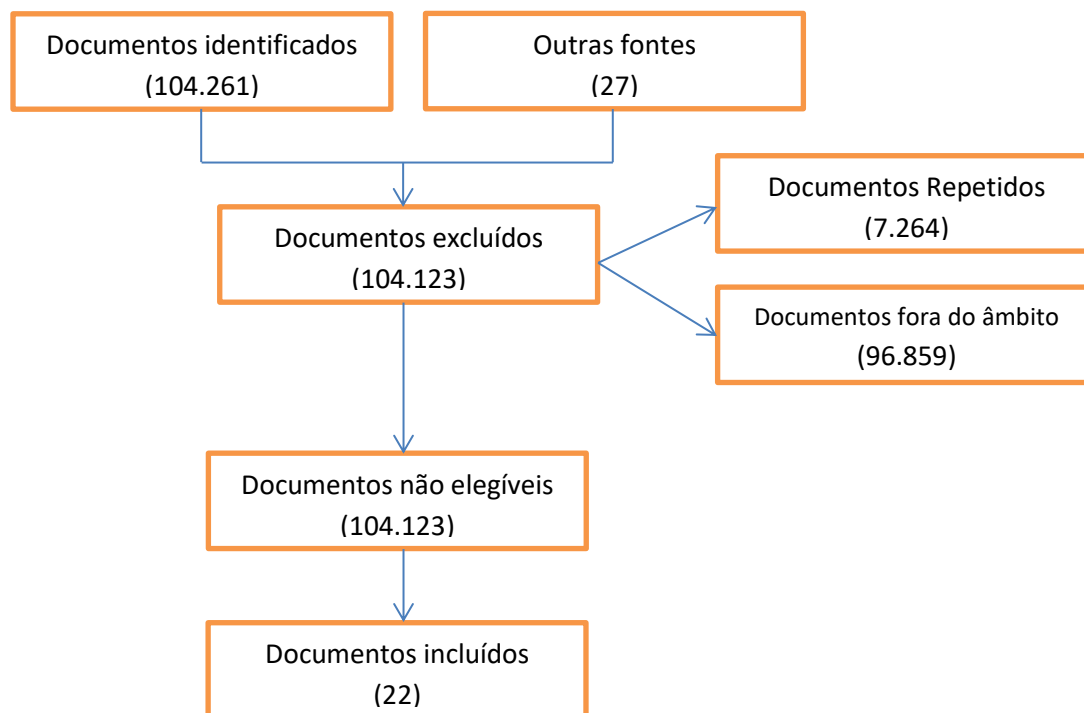 Documentos identificados
(104.261)
Outras fontes
(27)
Documentos Repetidos
(7.264)
Documentos excluídos
(104.123)
Documentos fora do âmbito
(96.859)
Documentos não elegíveis
(104.123)
Documentos incluídos
(22)